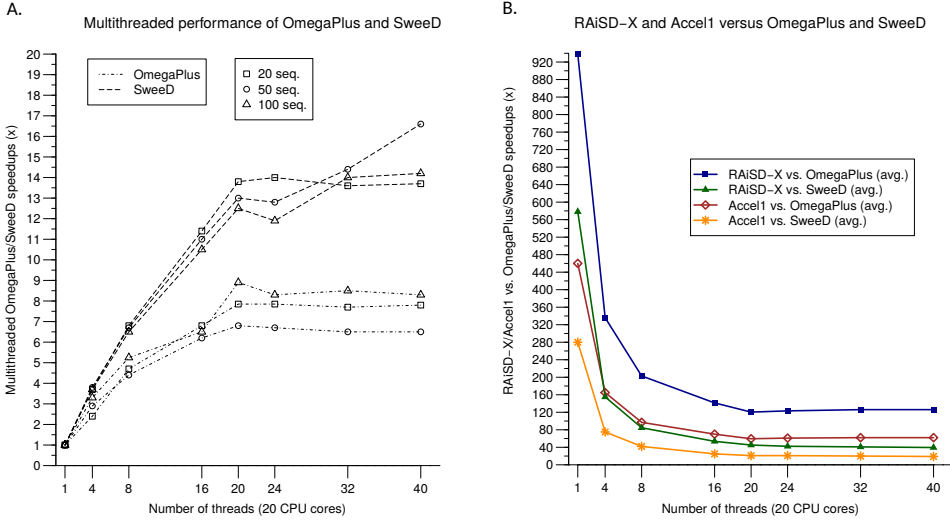 A.
Multithreaded performance of OmegaPlus and SweeD
Multithreaded OmegaPlus/SweeD speedups (x)
20
19
18
17
16
15
14
13
12
11
10
9
8
7
6
5
4
3
2
1
0
OmegaPlus
SweeD
20 seq.
50 seq.
100 seq.
1 4 8 16 20 24 32 40
Number of threads (20 CPU cores)
B.
RAiSD-X and Accel1 versus OmegaPlus and SweeD
RAiSD-X/Accel1 vs. OmegaPlus/SweeD speedups (x)
920
880
840
800
760
720
680
640
600
560
520
480
440
400
360
320
280
240
200
160
120
80
40
0
RAiSD-X vs. OmegaPlus (avg.)
RAiSD-X vs. SweeD (avg.)
Accel1 vs. OmegaPlus (avg.)
Accel1 vs. SweeD (avg.)
1 4 8 16 20 24 32 40
Number of threads (20 CPU cores)